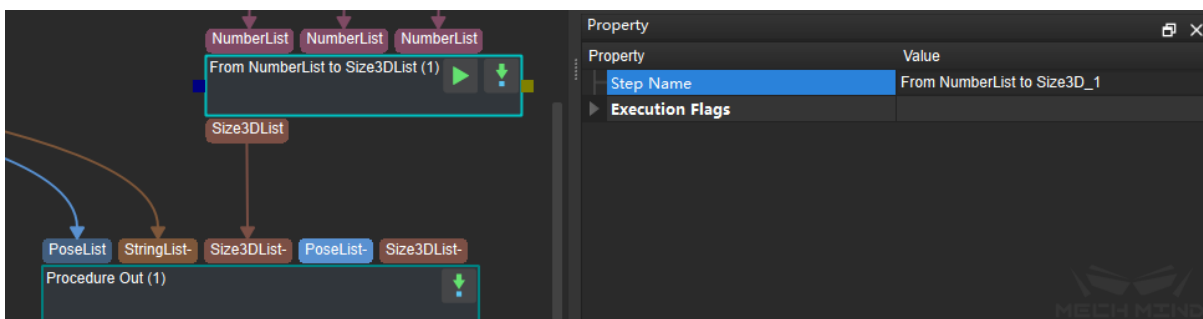 NumberList NumberList NumberList
From NumberList to Size3DList (1)
Size3DList
PoseList StringList- Size3DList- PoseList- Size3DList-
Procedure Out (1)
Property
Property Value
Step Name From NumberList to Size3D_1
Execution Flags
MECH MIND